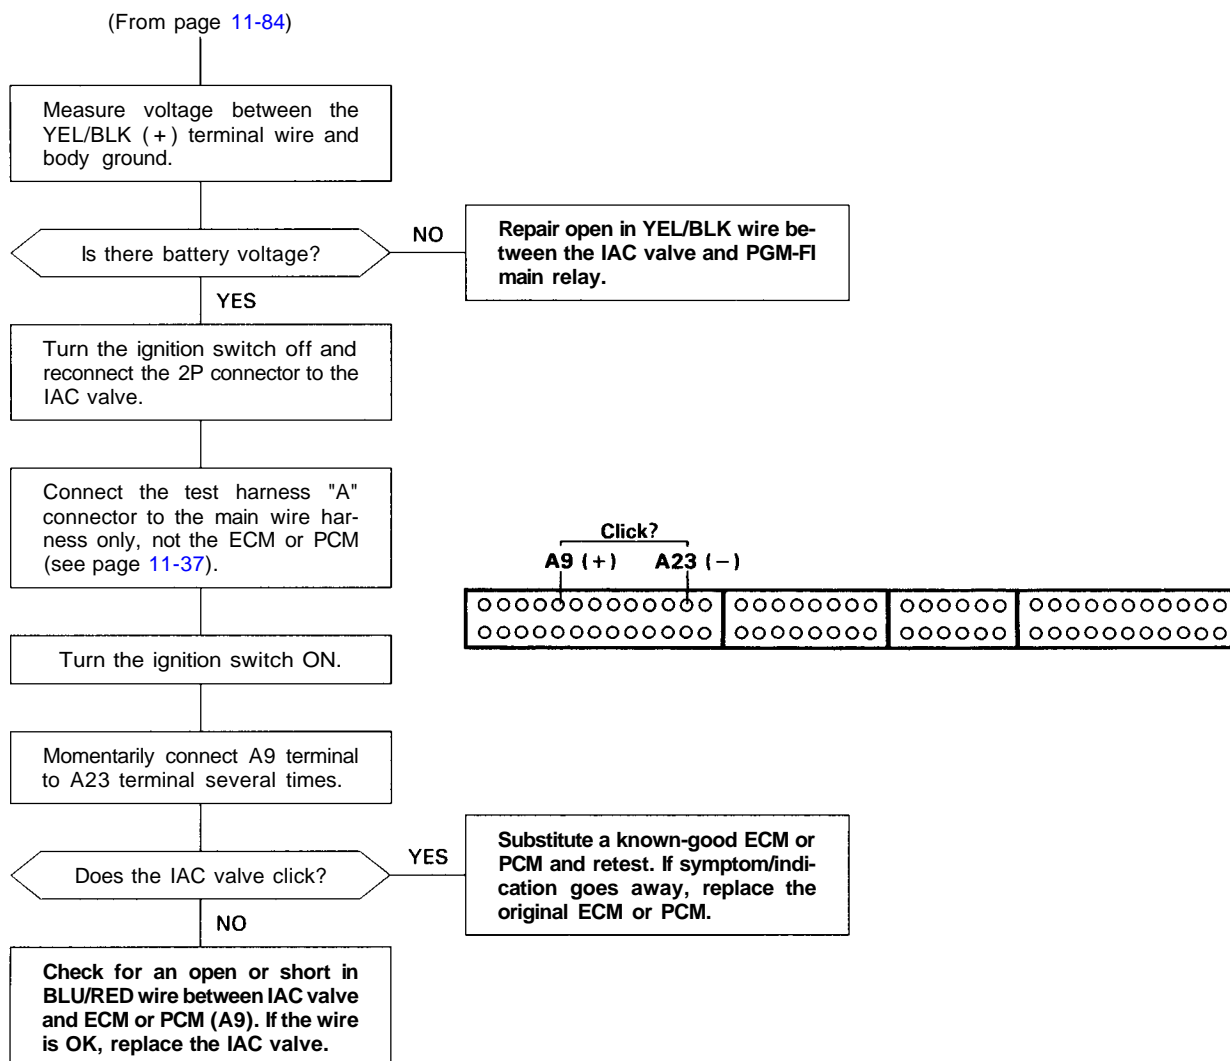 (From page 11-84)
Measure voltage between the
YEL/BLK (+) terminal wire and
body ground.
Is there battery voltage?
NO
Repair open in YEL/BLK wire be-
tween the IAC valve and PGM-FI
main relay.
YES
Turn the ignition switch off and
reconnect the 2P connector to the
IAC valve.
Connect the test harness "A"
connector to the main wire har-
ness only, not the ECM or PCM
(see page 11-37).
Click?
A9 (+) A23 (−)
Turn the ignition switch ON.
Momentarily connect A9 terminal
to A23 terminal several times.
Does the IAC valve click?
YES
Substitute a known-good ECM or
PCM and retest. If symptom/indi-
cation goes away, replace the
original ECM or PCM.
NO
Check for an open or short in
BLU/RED wire between IAC valve
and ECM or PCM (A9). If the wire
is OK, replace the IAC valve.